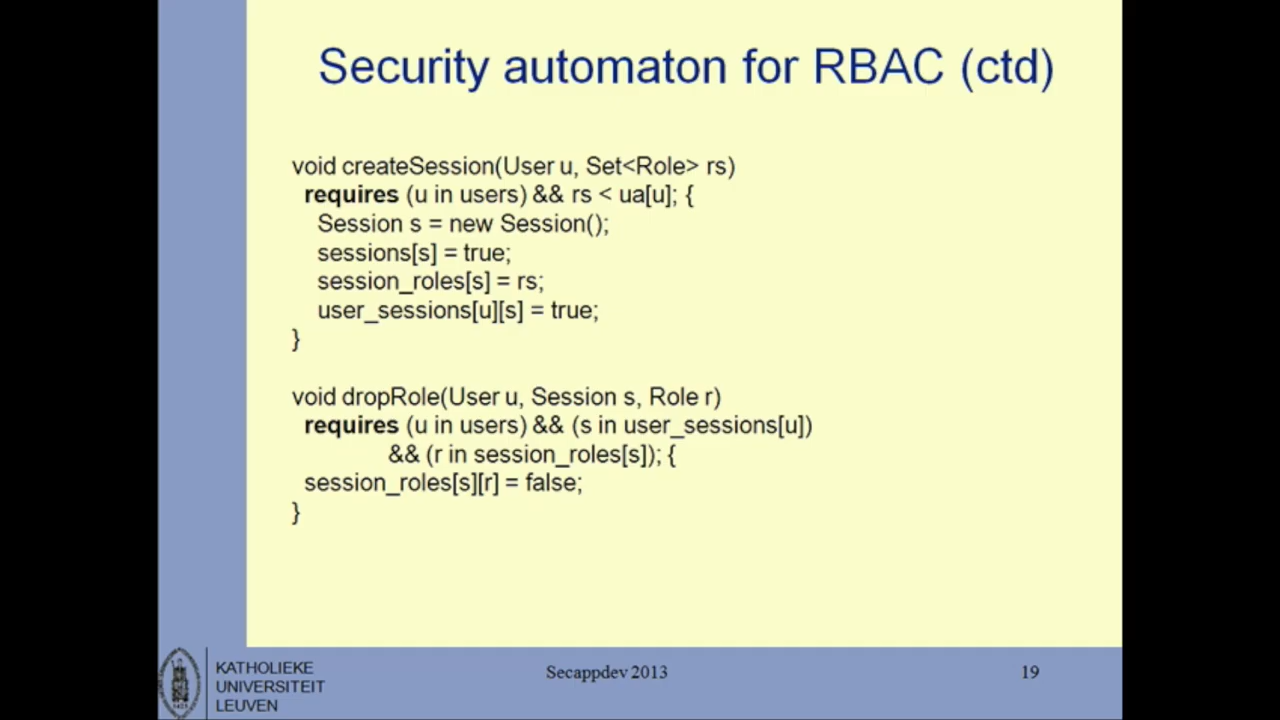 Security automaton for RBAC (ctd)
void createSession(User u, Set<Role> rs)
requires (u in users) && rs < ua[u]; {
Session s = new Session();
sessions[s] = true;
session_roles[s] = rs;
user_sessions[u][s] = true;
}
void dropRole(User u, Session s, Role r)
requires (u in users) && (s in user_sessions[u])
&& (r in session_roles[s]); {
session_roles[s][r] = false;
}
KATHOLIEKE
UNIVERSITEIT
LEUVEN
Secappdev 2013
19